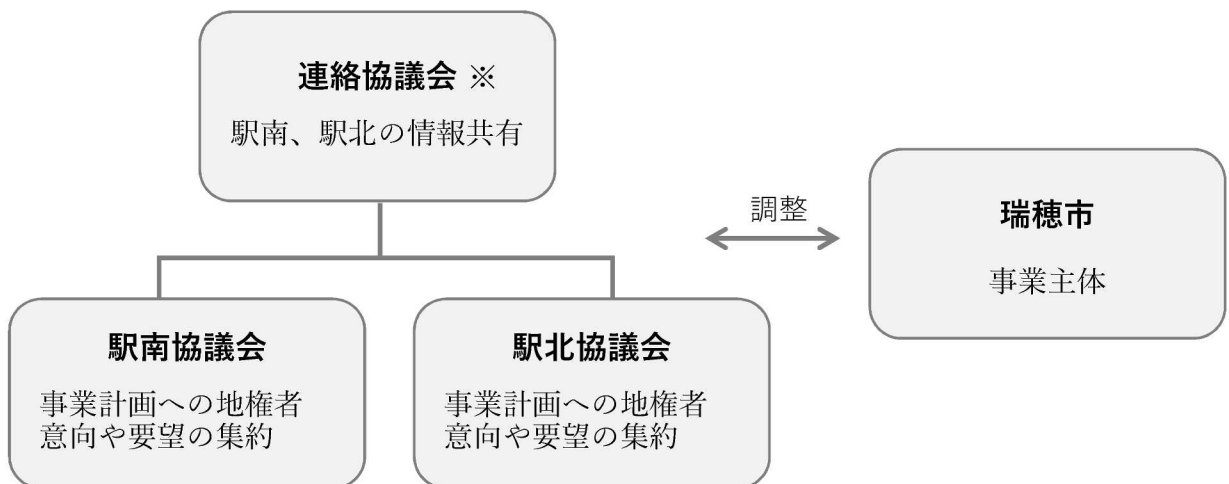 連絡協議会 ※
駅南、駅北の情報共有
調整
瑞穂市
事業主体
駅南協議会
事業計画への地権者
意向や要望の集約
駅北協議会
事業計画への地権者
意向や要望の集約